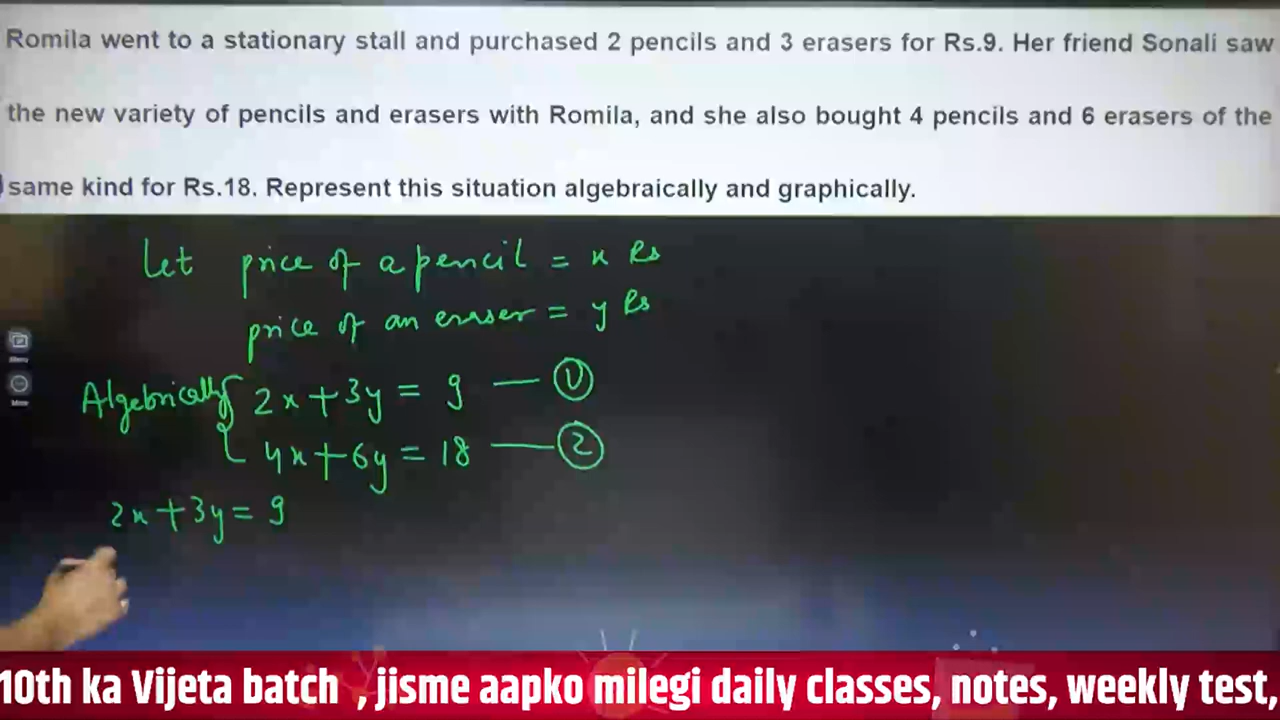 Romila went to a stationary stall and purchased 2 pencils and 3 erasers for Rs.9. Her friend Sonali saw
the new variety of pencils and erasers with Romila, and she also bought 4 pencils and 6 erasers of the
same kind for Rs.18. Represent this situation algebraically and graphically.
Let price of a pencil = x Rs
price of an eraser = y Rs
Algebrically { 2x + 3y = 9 — ①
4x + 6y = 18 — ②
2x + 3y = 9
10th ka Vijeta batch , jisme aapko milegi daily classes, notes, weekly test,